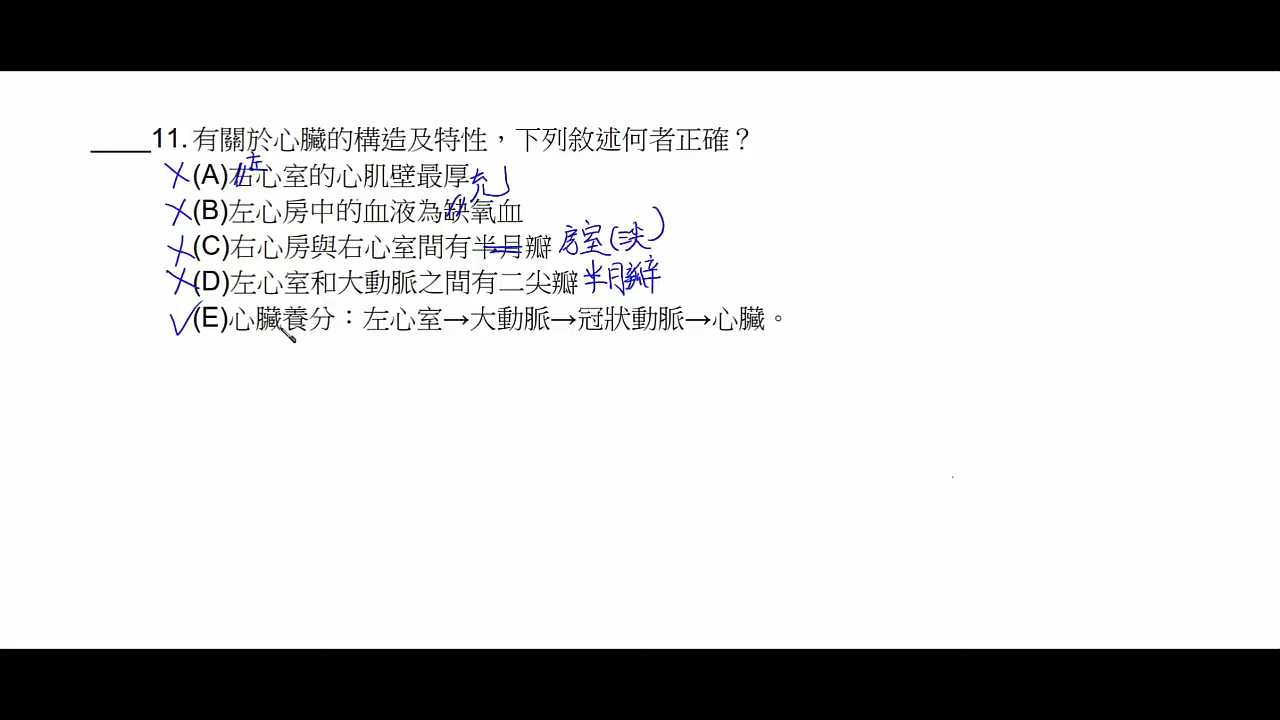 ____11. 有關於心臟的構造及特性，下列敘述何者正確？
左
(A)右心室的心肌壁最厚
充
(B)左心房中的血液為缺氧血
(C)右心房與右心室間有半月瓣 房室(三尖)
(D)左心室和大動脈之間有二尖瓣 半月瓣
(E)心臟養分：左心室→大動脈→冠狀動脈→心臟。